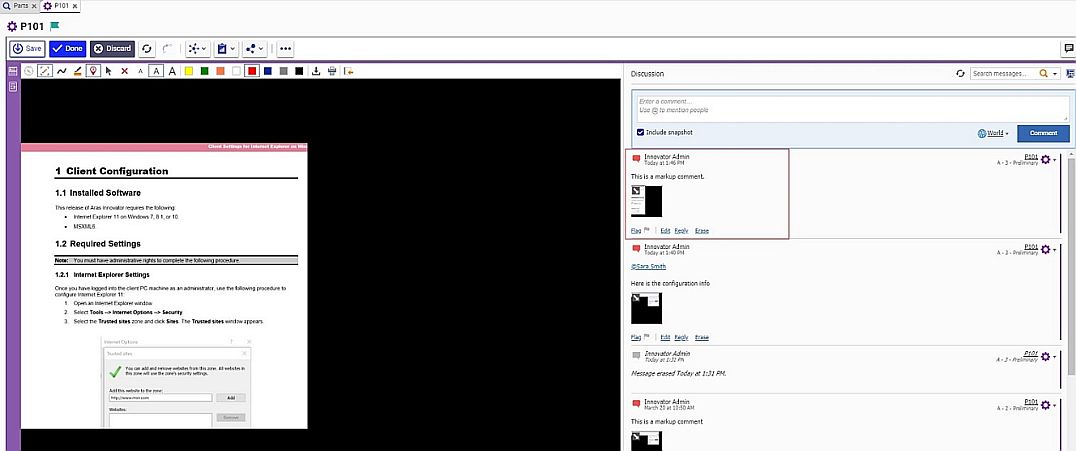 Parts
P101
P101
Save
Done
Discard
A
A
A
Discussion
Search messages...
Enter a comment...
Use @ to mention people
Include snapshot
World
Comment
Client Settings for Internet Explorer on Win
1 Client Configuration
1.1 Installed Software
This release of Aras Innovator requires the following:
• Internet Explorer 11 on Windows 7, 8.1, or 10.
• MSXML6
1.2 Required Settings
Note: You must have administrative rights to complete the following procedure.
1.2.1 Internet Explorer Settings
Once you have logged into the client PC machine as an administrator, use the following procedure to
configure Internet Explorer 11:
1. Open an Internet Explorer window
2. Select Tools --> Internet Options --> Security
3. Select the Trusted sites zone and click Sites. The Trusted sites window appears.
Internet Options
Trusted sites
You can add and remove websites from this zone. All websites in
this zone will use the zone's security settings.
Add this website to the zone:
Add
Websites:
Remove
Innovator Admin
P101
Today at 1:46 PM
A - 3 - Preliminary
This is a markup comment.
Flag
Edit
Reply
Erase
Innovator Admin
P101
Today at 1:40 PM
A - 3 - Preliminary
@Sara Smith
Here is the configuration info
Flag
Edit
Reply
Erase
Innovator Admin
P101
Today at 1:31 PM
A - 3 - Preliminary
Message erased Today at 1:31 PM.
Innovator Admin
P101
March 20 at 10:50 AM
A - 2 - Preliminary
This is a markup comment